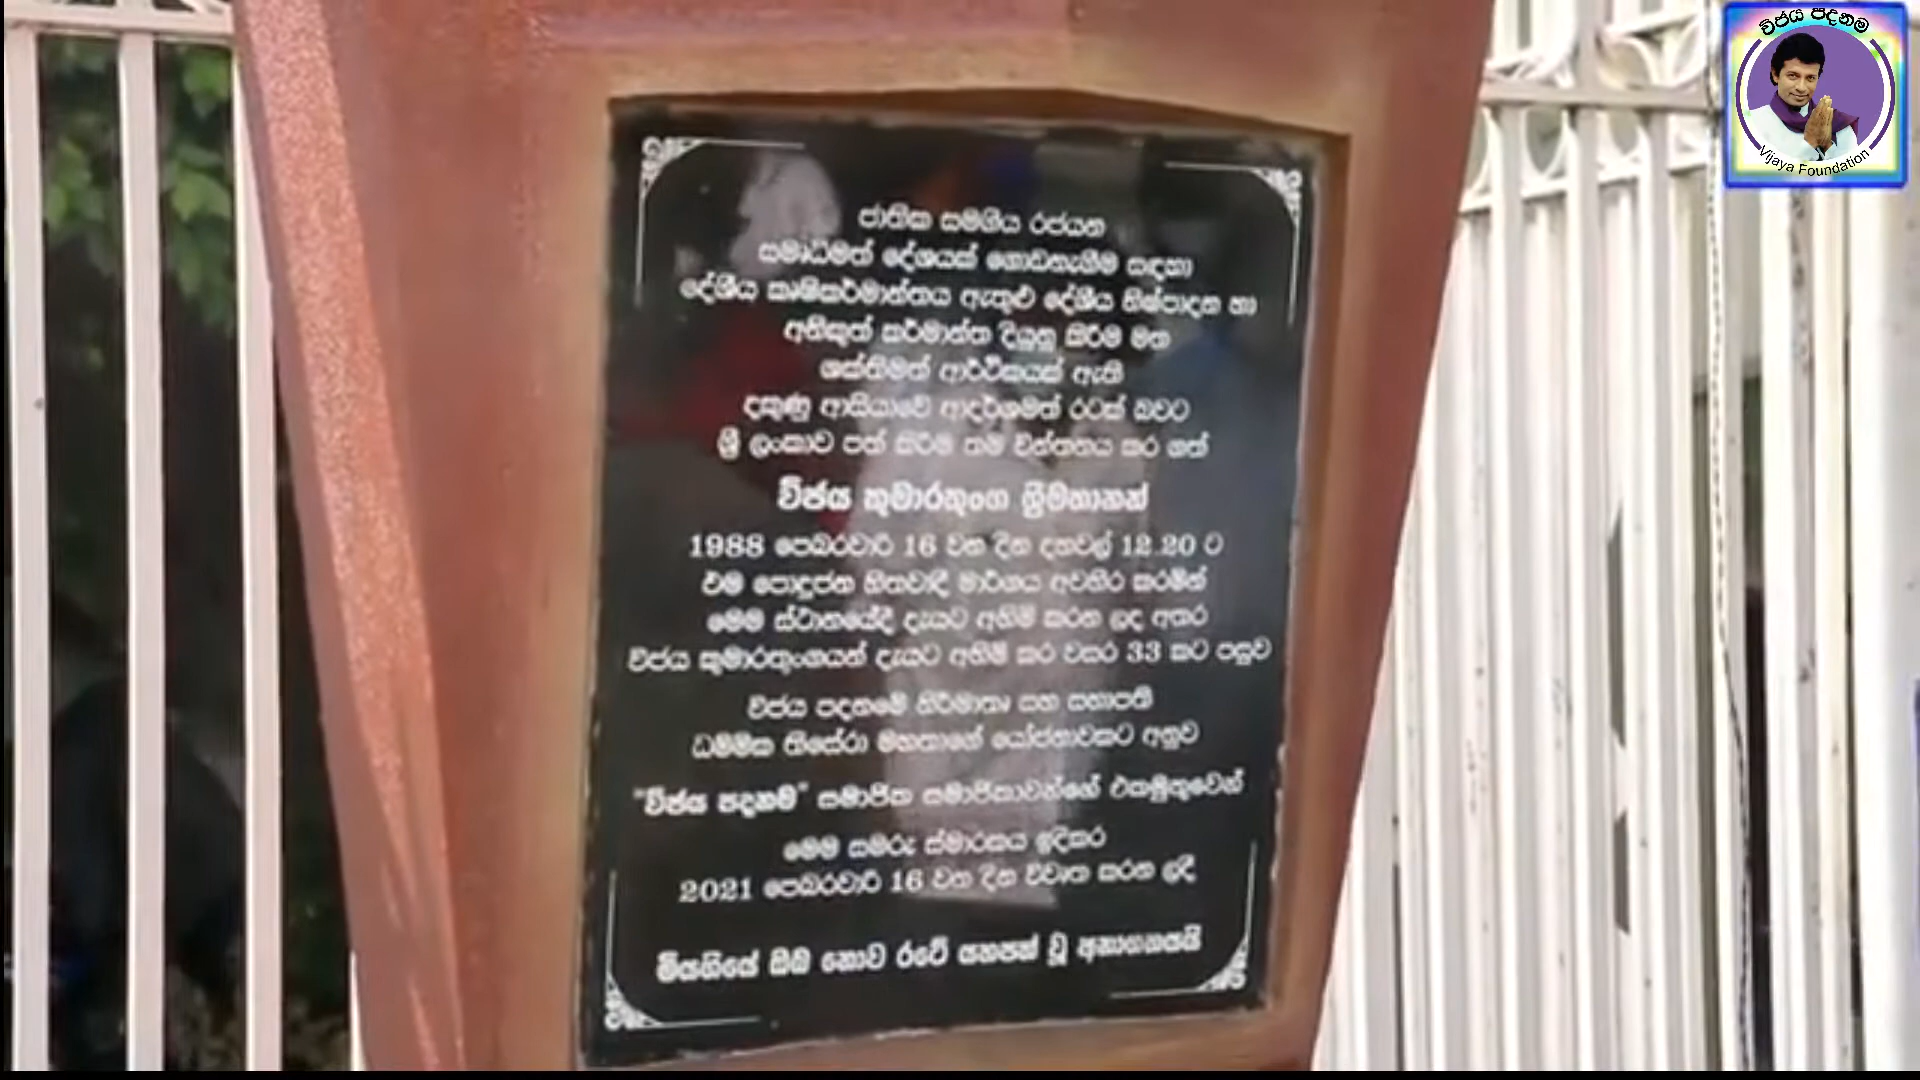 විජය පදනම
Vijaya Foundation
ජාතික සමගිය රජයන
සමෘධිමත් දේශයක් ගොඩනැගීම සඳහා
දේශීය කෘෂිකර්මාන්තය ඇතුළු දේශීය නිෂ්පාදන හා
අනිකුත් කර්මාන්ත දියුනු කිරීම මත
ශක්තිමත් ආර්ථිකයක් ඇති
දකුණු ආසියාවේ ආදර්ශමත් රටක් බවට
ශ්‍රී ලංකාව පත් කිරීම තම චින්තනය කර ගත්
විජය කුමාරතුංග ශ්‍රීමතානන්
1988 පෙබරවාරි 16 වන දින දහවල් 12.20 ට
එම පොදුජන හිතවාදී මාර්ගය අවහිර කරමින්
මෙම ස්ථානයේදී දැයට අහිමි කරන ලද අතර
විජය කුමාරතුංගයන් දැයට අහිමි කර වසර 33 කට පසුව
විජය පදනමේ නිර්මාතෘ සහ සභාපති
ධම්මික තිසේරා මහතාගේ යෝජනාවකට අනුව
"විජය පදනම" සමාජික සමාජිකාවන්ගේ එකමුතුවෙන්
මෙම සමරු ස්මාරකය ඉදිකර
2021 පෙබරවාරි 16 වන දින විවෘත කරන ලදී
මියගියේ ඔබ නොව රටේ යහපත් වූ අනාගතයයි